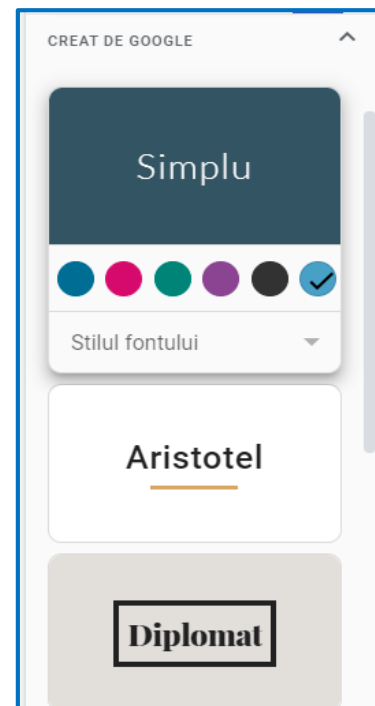 CREAT DE GOOGLE
Simplu
Stilul fontului
Aristotel
Diplomat